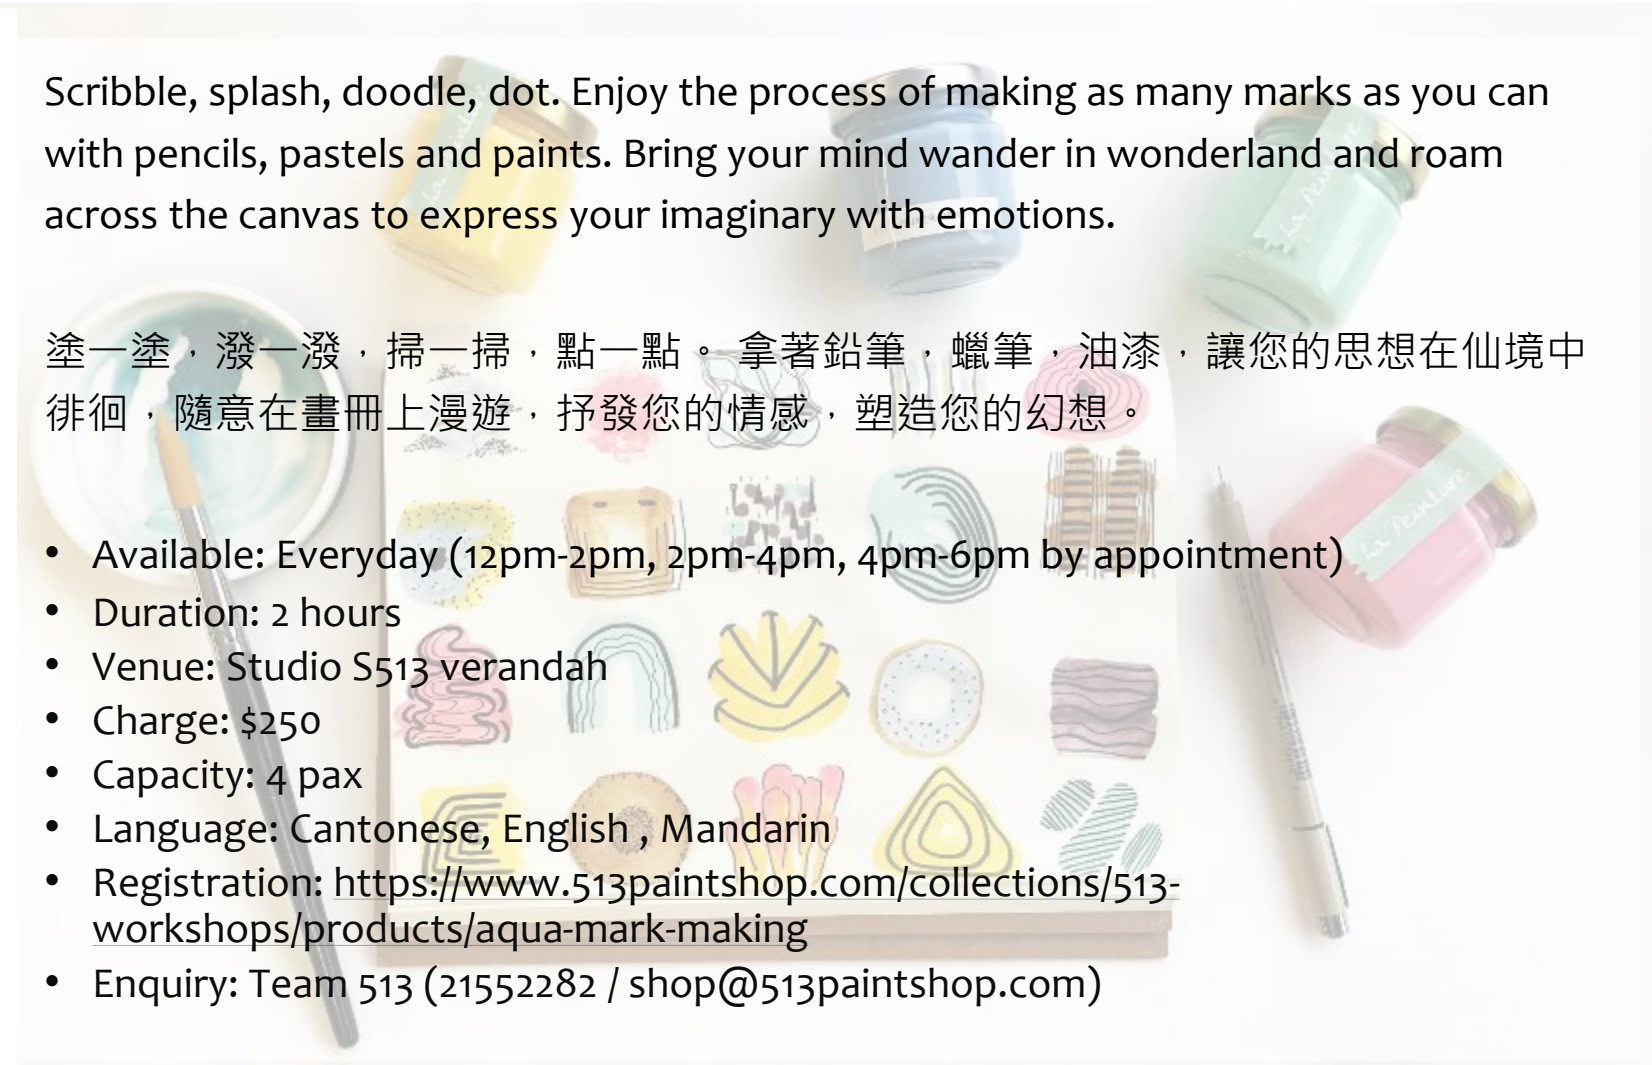 Scribble, splash, doodle, dot. Enjoy the process of making as many marks as you can
with pencils, pastels and paints. Bring your mind wander in wonderland and roam
across the canvas to express your imaginary with emotions.
塗一塗，潑一潑，掃一掃，點一點。 拿著鉛筆，蠟筆，油漆，讓您的思想在仙境中
徘徊，隨意在畫冊上漫遊，抒發您的情感，塑造您的幻想。
• Available: Everyday (12pm-2pm, 2pm-4pm, 4pm-6pm by appointment)
• Duration: 2 hours
• Venue: Studio S513 verandah
• Charge: $250
• Capacity: 4 pax
• Language: Cantonese, English , Mandarin
• Registration: https://www.513paintshop.com/collections/513-
workshops/products/aqua-mark-making
• Enquiry: Team 513 (21552282 / shop@513paintshop.com)
La Peinture
La Peinture
La Peinture